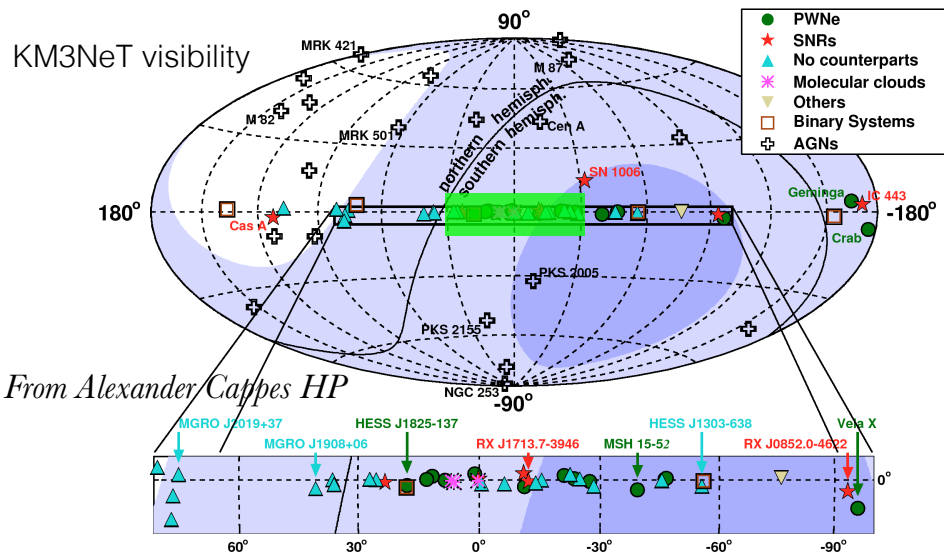 KM3NeT visibility
90°
PWNe
SNRs
No counterparts
Molecular clouds
Others
Binary Systems
AGNs
MRK 421
M 87
M 82
MRK 501
northern hemisph.
southern hemisph.
Cen A
SN 1006
Geminga
IC 443
180°
-180°
Cas A
Crab
PKS 2005
PKS 2155
NGC 253
-90°
From Alexander Cappes HP
MGRO J2019+37
HESS J1825-137
HESS J1303-638
Vela X
MGRO J1908+06
RX J1713.7-3946
MSH 15-52
RX J0852.0-4622
0°
60° 30° 0° -30° -60° -90°